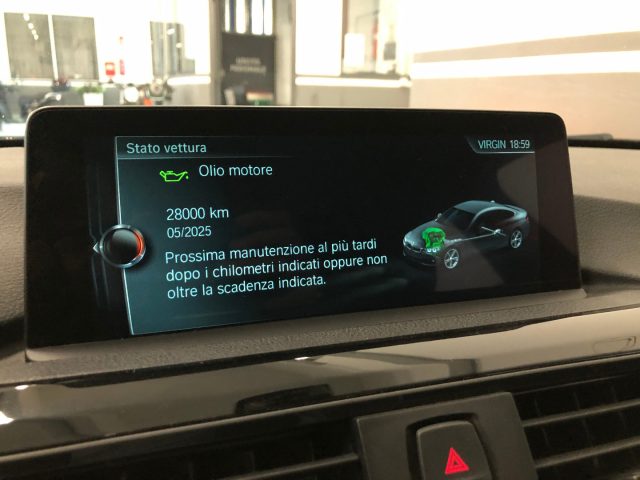 Stato vettura
VIRGIN 18:59
Olio motore
28000 km
05/2025
Prossima manutenzione al più tardi
dopo i chilometri indicati oppure non
oltre la scadenza indicata.